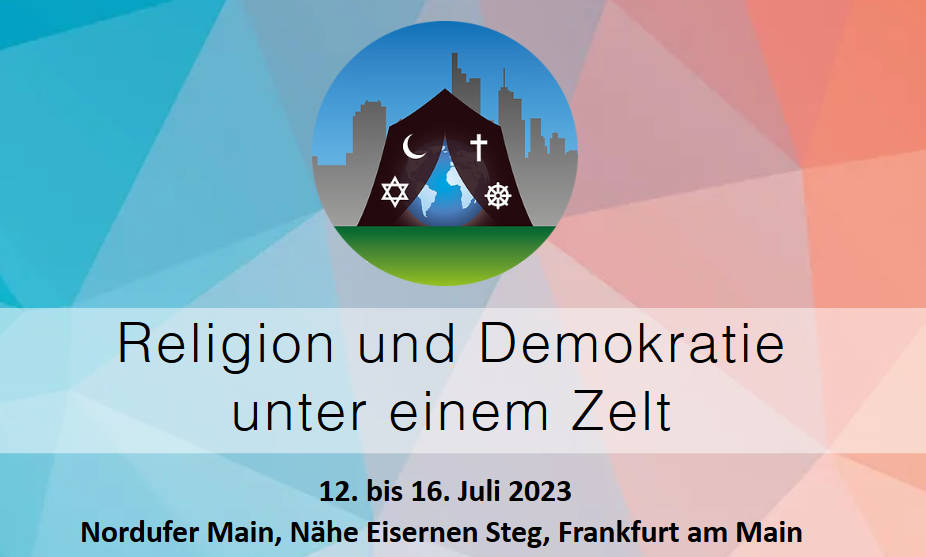 Religion und Demokratie
unter einem Zelt
12. bis 16. Juli 2023
Nordufer Main, Nähe Eisernen Steg, Frankfurt am Main